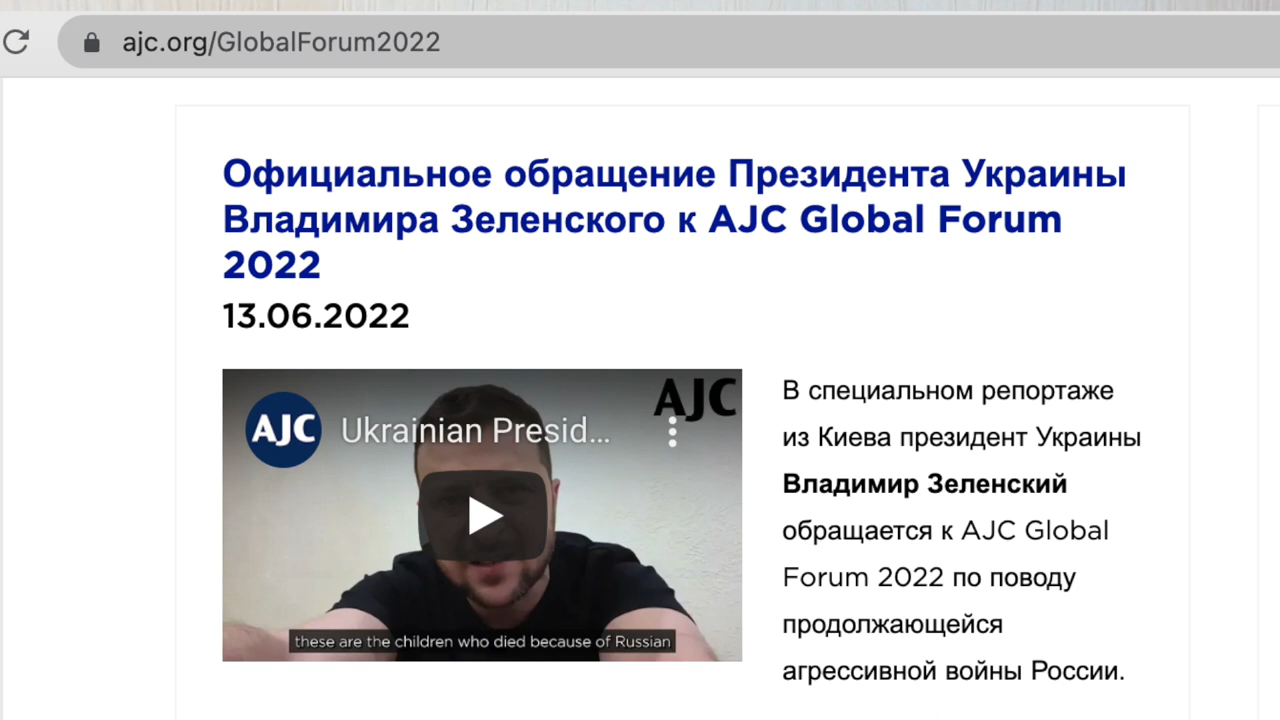 ajc.org/GlobalForum2022
Официальное обращение Президента Украины
Владимира Зеленского к AJC Global Forum
2022
13.06.2022
AJC
AJC Ukrainian Presid...
these are the children who died because of Russian
В специальном репортаже
из Киева президент Украины
Владимир Зеленский
обращается к AJC Global
Forum 2022 по поводу
продолжающейся
агрессивной войны России.